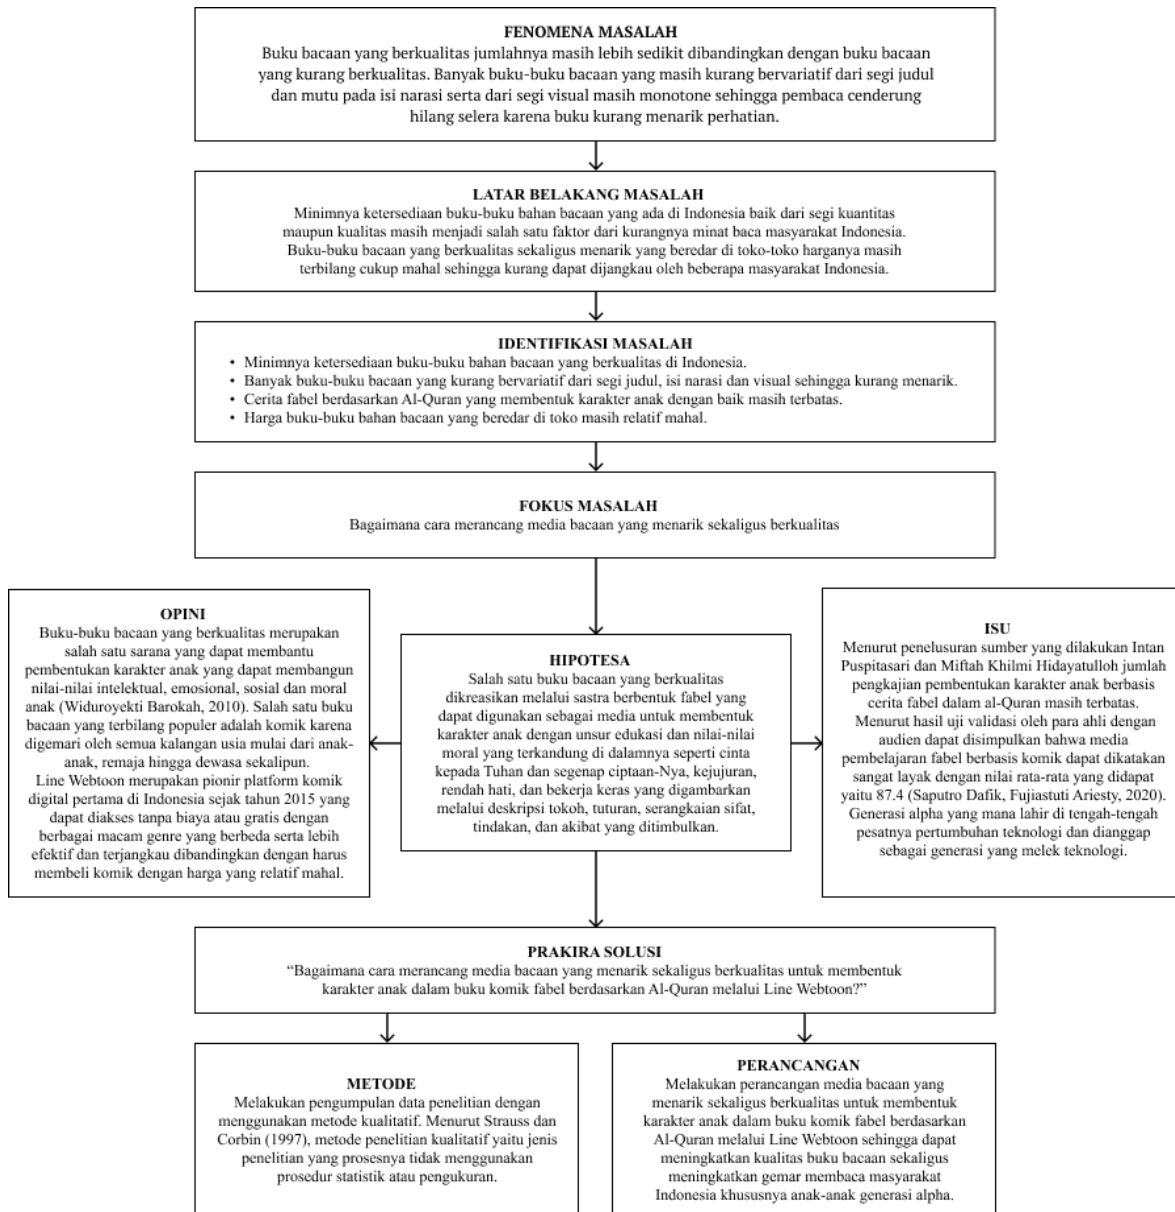 FENOMENA MASALAH
Buku bacaan yang berkualitas jumlahnya masih lebih sedikit dibandingkan dengan buku bacaan
yang kurang berkualitas. Banyak buku-buku bacaan yang masih kurang bervariatif dari segi judul
dan mutu pada isi narasi serta dari segi visual masih monotone sehingga pembaca cenderung
hilang selera karena buku kurang menarik perhatian.
LATAR BELAKANG MASALAH
Minimnya ketersediaan buku-buku bahan bacaan yang ada di Indonesia baik dari segi kuantitas
maupun kualitas masih menjadi salah satu faktor dari kurangnya minat baca masyarakat Indonesia.
Buku-buku bacaan yang berkualitas sekaligus menarik yang beredar di toko-toko harganya masih
terbilang cukup mahal sehingga kurang dapat dijangkau oleh beberapa masyarakat Indonesia.
IDENTIFIKASI MASALAH
• Minimnya ketersediaan buku-buku bahan bacaan yang berkualitas di Indonesia.
• Banyak buku-buku bacaan yang kurang bervariatif dari segi judul, isi narasi dan visual sehingga kurang menarik.
• Cerita fabel berdasarkan Al-Quran yang membentuk karakter anak dengan baik masih terbatas.
• Harga buku-buku bahan bacaan yang beredar di toko masih relatif mahal.
FOKUS MASALAH
Bagaimana cara merancang media bacaan yang menarik sekaligus berkualitas
OPINI
Buku-buku bacaan yang berkualitas merupakan
salah satu sarana yang dapat membantu
pembentukan karakter anak yang dapat membangun
nilai-nilai intelektual, emosional, sosial dan moral
anak (Widuroyekti Barokah, 2010). Salah satu buku
bacaan yang terbilang populer adalah komik karena
digemari oleh semua kalangan usia mulai dari anak-
anak, remaja hingga dewasa sekalipun.
Line Webtoon merupakan pionir platform komik
digital pertama di Indonesia sejak tahun 2015 yang
dapat diakses tanpa biaya atau gratis dengan
berbagai macam genre yang berbeda serta lebih
efektif dan terjangkau dibandingkan dengan harus
membeli komik dengan harga yang relatif mahal.
HIPOTESA
Salah satu buku bacaan yang berkualitas
dikreasikan melalui sastra berbentuk fabel yang
dapat digunakan sebagai media untuk membentuk
karakter anak dengan unsur edukasi dan nilai-nilai
moral yang terkandung di dalamnya seperti cinta
kepada Tuhan dan segenap ciptaan-Nya, kejujuran,
rendah hati, dan bekerja keras yang digambarkan
melalui deskripsi tokoh, tuturan, serangkaian sifat,
tindakan, dan akibat yang ditimbulkan.
ISU
Menurut penelusuran sumber yang dilakukan Intan
Puspitasari dan Miftah Khilmi Hidayatulloh jumlah
pengkajian pembentukan karakter anak berbasis
cerita fabel dalam al-Quran masih terbatas.
Menurut hasil uji validasi oleh para ahli dengan
audien dapat disimpulkan bahwa media
pembelajaran fabel berbasis komik dapat dikatakan
sangat layak dengan nilai rata-rata yang didapat
yaitu 87.4 (Saputro Dafik, Fujiastuti Ariesty, 2020).
Generasi alpha yang mana lahir di tengah-tengah
pesatnya pertumbuhan teknologi dan dianggap
sebagai generasi yang melek teknologi.
PRAKIRA SOLUSI
“Bagaimana cara merancang media bacaan yang menarik sekaligus berkualitas untuk membentuk
karakter anak dalam buku komik fabel berdasarkan Al-Quran melalui Line Webtoon?”
METODE
Melakukan pengumpulan data penelitian dengan
menggunakan metode kualitatif. Menurut Strauss dan
Corbin (1997), metode penelitian kualitatif yaitu jenis
penelitian yang prosesnya tidak menggunakan
prosedur statistik atau pengukuran.
PERANCANGAN
Melakukan perancangan media bacaan yang
menarik sekaligus berkualitas untuk membentuk
karakter anak dalam buku komik fabel berdasarkan
Al-Quran melalui Line Webtoon sehingga dapat
meningkatkan kualitas buku bacaan sekaligus
meningkatkan gemar membaca masyarakat
Indonesia khususnya anak-anak generasi alpha.